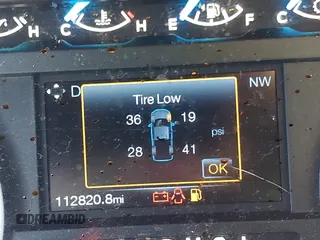 C H E F C
D NW
Tire Low
36 19
psi
28 41
OK
112820.8mi
DREAMBID